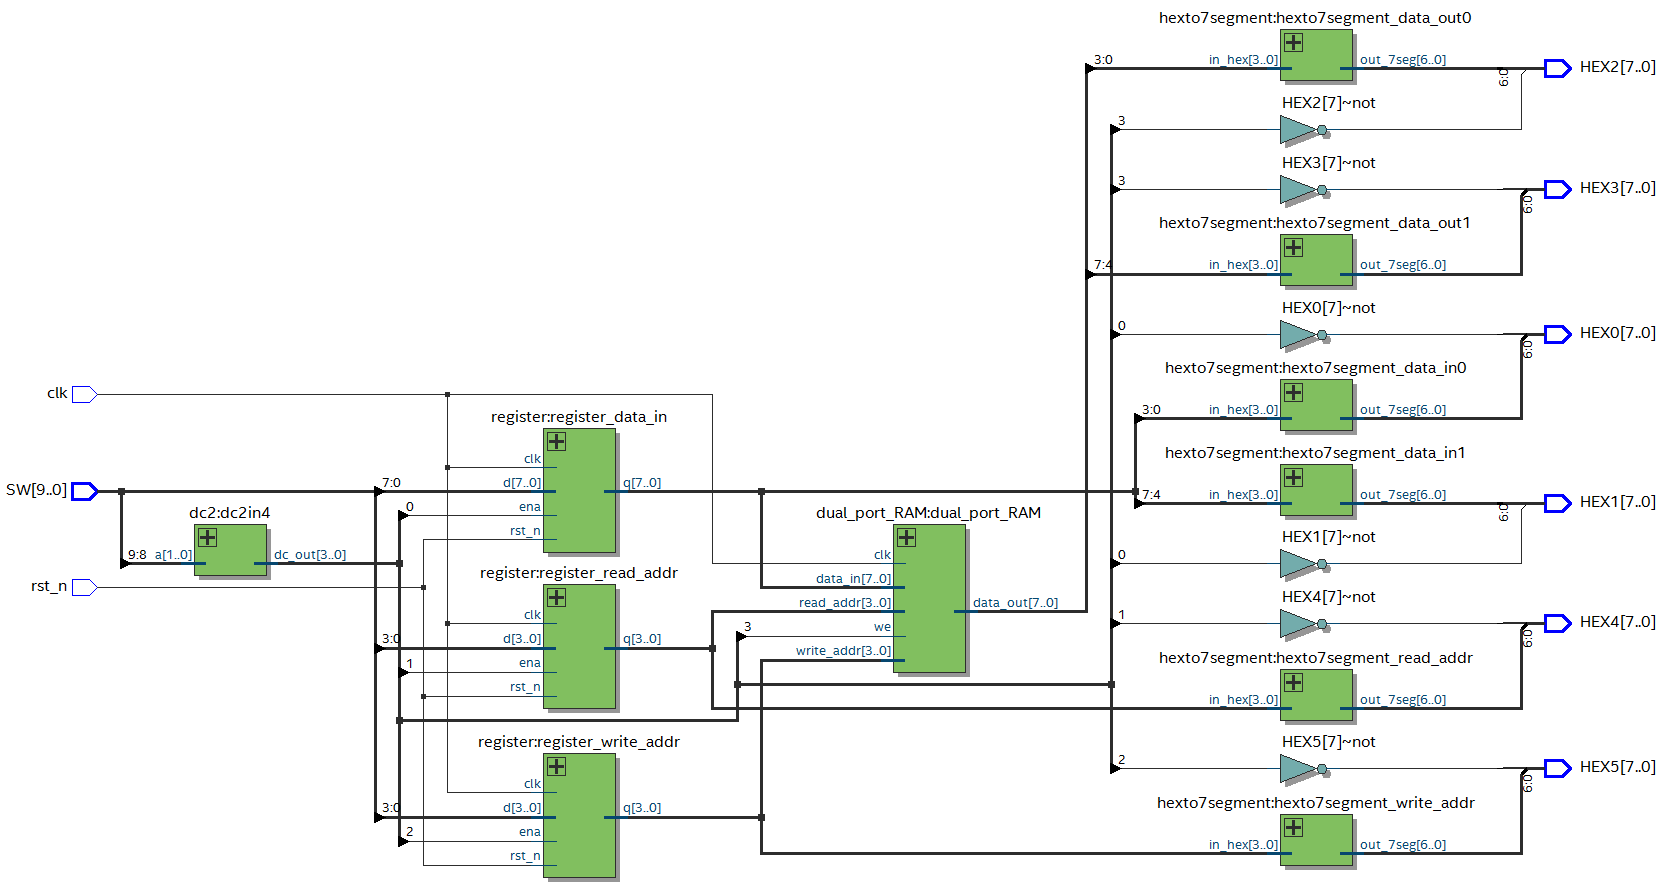 hexto7segment:hexto7segment_data_out0
3:0 in_hex[3..0] out_7seg[6..0] 6:0 HEX2[7..0]
HEX2[7]~not
3
HEX3[7]~not
3 6:0 HEX3[7..0]
hexto7segment:hexto7segment_data_out1
7:4 in_hex[3..0] out_7seg[6..0]
HEX0[7]~not
0 6:0 HEX0[7..0]
hexto7segment:hexto7segment_data_in0
3:0 in_hex[3..0] out_7seg[6..0]
hexto7segment:hexto7segment_data_in1
7:4 in_hex[3..0] out_7seg[6..0] 6:0 HEX1[7..0]
HEX1[7]~not
0
HEX4[7]~not
1 6:0 HEX4[7..0]
hexto7segment:hexto7segment_read_addr
in_hex[3..0] out_7seg[6..0]
HEX5[7]~not
2 6:0 HEX5[7..0]
hexto7segment:hexto7segment_write_addr
in_hex[3..0] out_7seg[6..0]
clk
SW[9..0]
rst_n
dc2:dc2in4
9:8 a[1..0] dc_out[3..0]
register:register_data_in
clk
7:0 d[7..0] q[7..0]
0 ena
rst_n
register:register_read_addr
clk
3:0 d[3..0] q[3..0]
1 ena
rst_n
register:register_write_addr
clk
3:0 d[3..0] q[3..0]
2 ena
rst_n
dual_port_RAM:dual_port_RAM
clk
data_in[7..0]
read_addr[3..0] data_out[7..0]
3 we
write_addr[3..0]